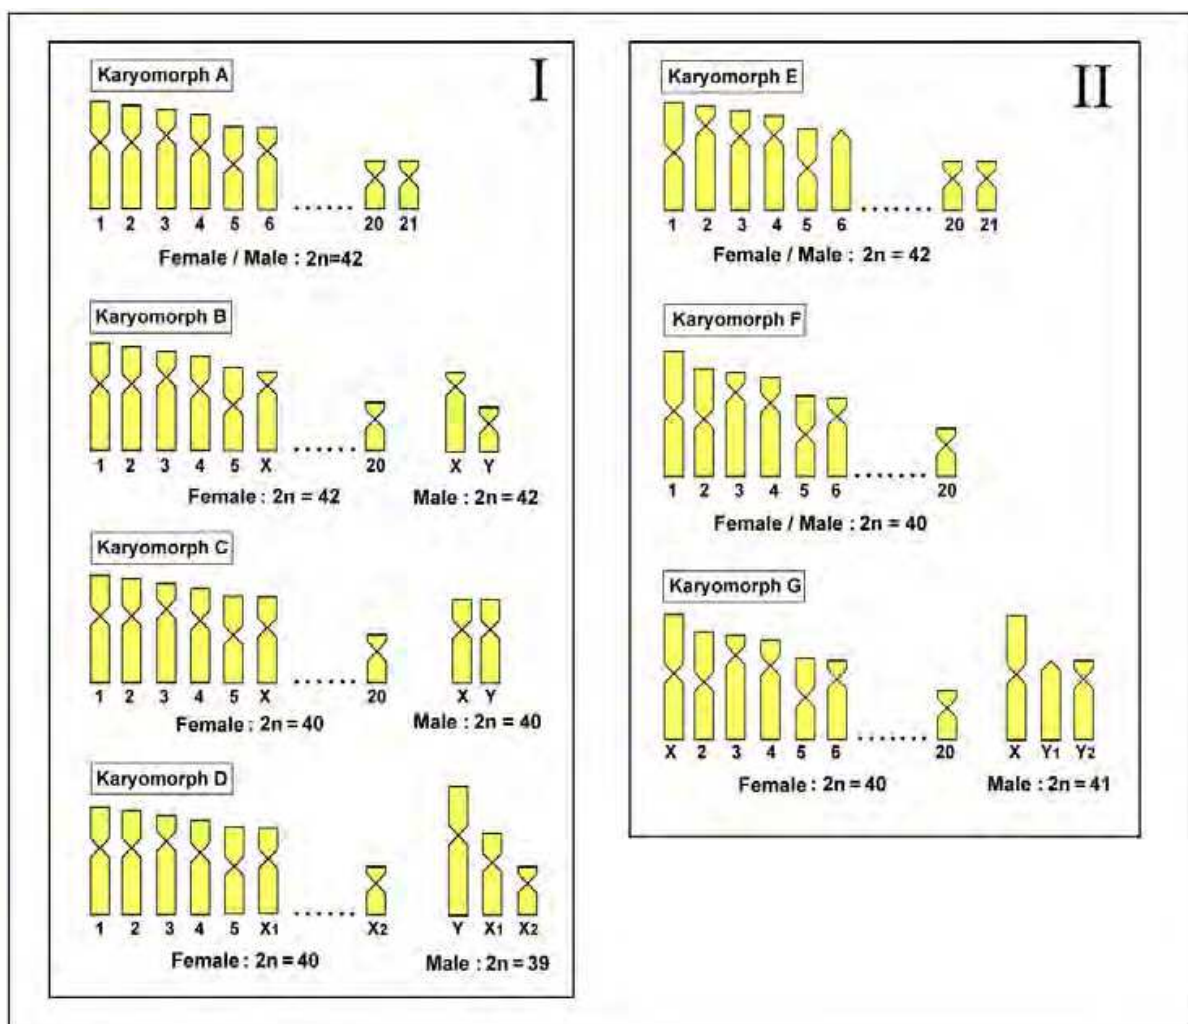 I
Karyomorph A
1 2 3 4 5 6 ...... 20 21
Female / Male : 2n=42
Karyomorph B
1 2 3 4 5 X ...... 20 X Y
Female : 2n = 42 Male : 2n = 42
Karyomorph C
1 2 3 4 5 X ...... 20 X Y
Female : 2n = 40 Male : 2n = 40
Karyomorph D
1 2 3 4 5 X1 ...... X2 Y X1 X2
Female : 2n = 40 Male : 2n = 39
II
Karyomorph E
1 2 3 4 5 6 ....... 20 21
Female / Male : 2n = 42
Karyomorph F
1 2 3 4 5 6 ....... 20
Female / Male : 2n = 40
Karyomorph G
X 2 3 4 5 6 ....... 20 X Y1 Y2
Female : 2n = 40 Male : 2n = 41